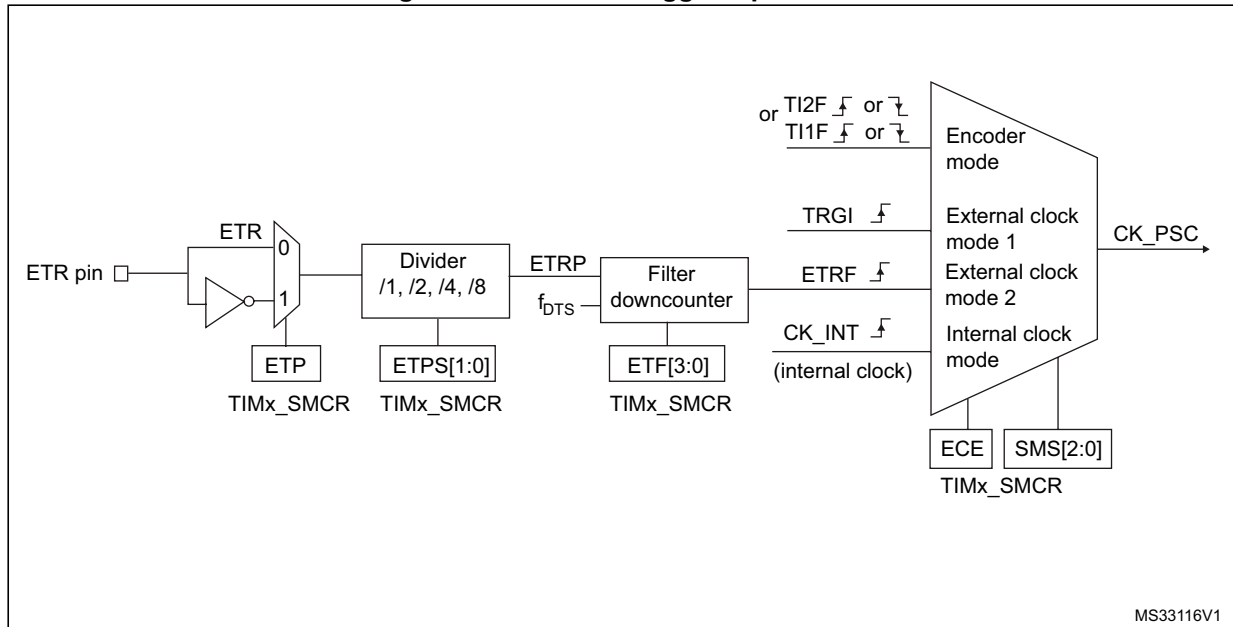 or TI2F or
TI1F or
Encoder
mode
TRGI
External clock
mode 1
CK_PSC
ETR
0
ETR pin
1
Divider
/1, /2, /4, /8
ETRP
fDTS
Filter
downcounter
ETRF
External clock
mode 2
CK_INT
(internal clock)
Internal clock
mode
ETP
TIMx_SMCR
ETPS[1:0]
TIMx_SMCR
ETF[3:0]
TIMx_SMCR
ECE
SMS[2:0]
TIMx_SMCR
MS33116V1